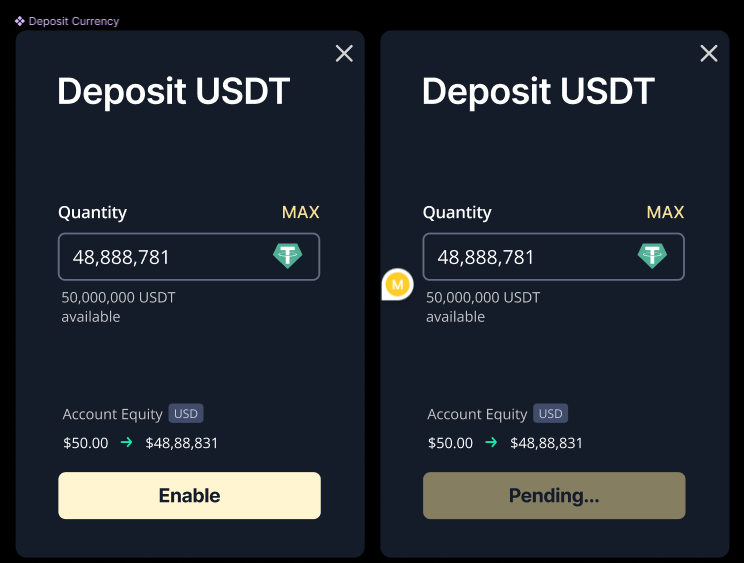 Deposit Currency
Deposit USDT
Quantity MAX
48,888,781
50,000,000 USDT
available
Account Equity USD
$50.00 → $48,88,831
Enable
Deposit USDT
Quantity MAX
48,888,781
M
50,000,000 USDT
available
Account Equity USD
$50.00 → $48,88,831
Pending...